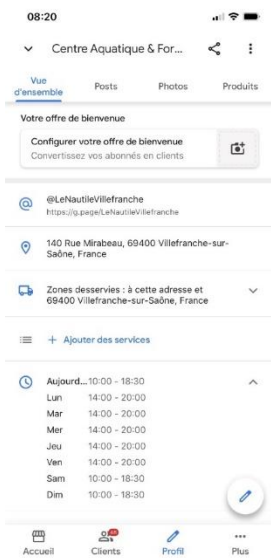 08:20
Centre Aquatique & For...
Vue d'ensemble
Posts
Photos
Produits
Votre offre de bienvenue
Configurer votre offre de bienvenue
Convertissez vos abonnés en clients
@LeNautileVillefranche
https://g.page/LeNautileVillefranche
140 Rue Mirabeau, 69400 Villefranche-sur-
Saône, France
Zones desservies : à cette adresse et
69400 Villefranche-sur-Saône, France
+ Ajouter des services
Aujourd... 10:00 - 18:30
Lun 14:00 - 20:00
Mar 14:00 - 20:00
Mer 14:00 - 20:00
Jeu 14:00 - 20:00
Ven 14:00 - 20:00
Sam 10:00 - 18:30
Dim 10:00 - 18:30
Accueil
Clients
Profil
Plus